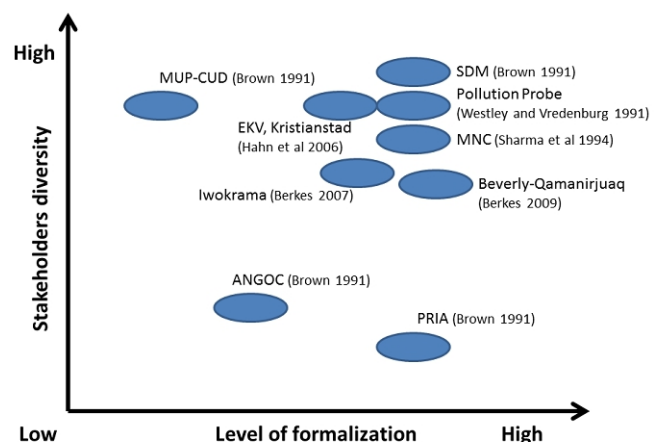 High
MUP-CUD (Brown 1991)
SDM (Brown 1991)
Pollution Probe
(Westley and Vredenburg 1991)
EKV, Kristianstad
(Hahn et al 2006)
MNC (Sharma et al 1994)
Iwokrama (Berkes 2007)
Beverly-Qamanirjuaq
(Berkes 2009)
Stakeholders diversity
ANGOC (Brown 1991)
PRIA (Brown 1991)
Low
Level of formalization
High